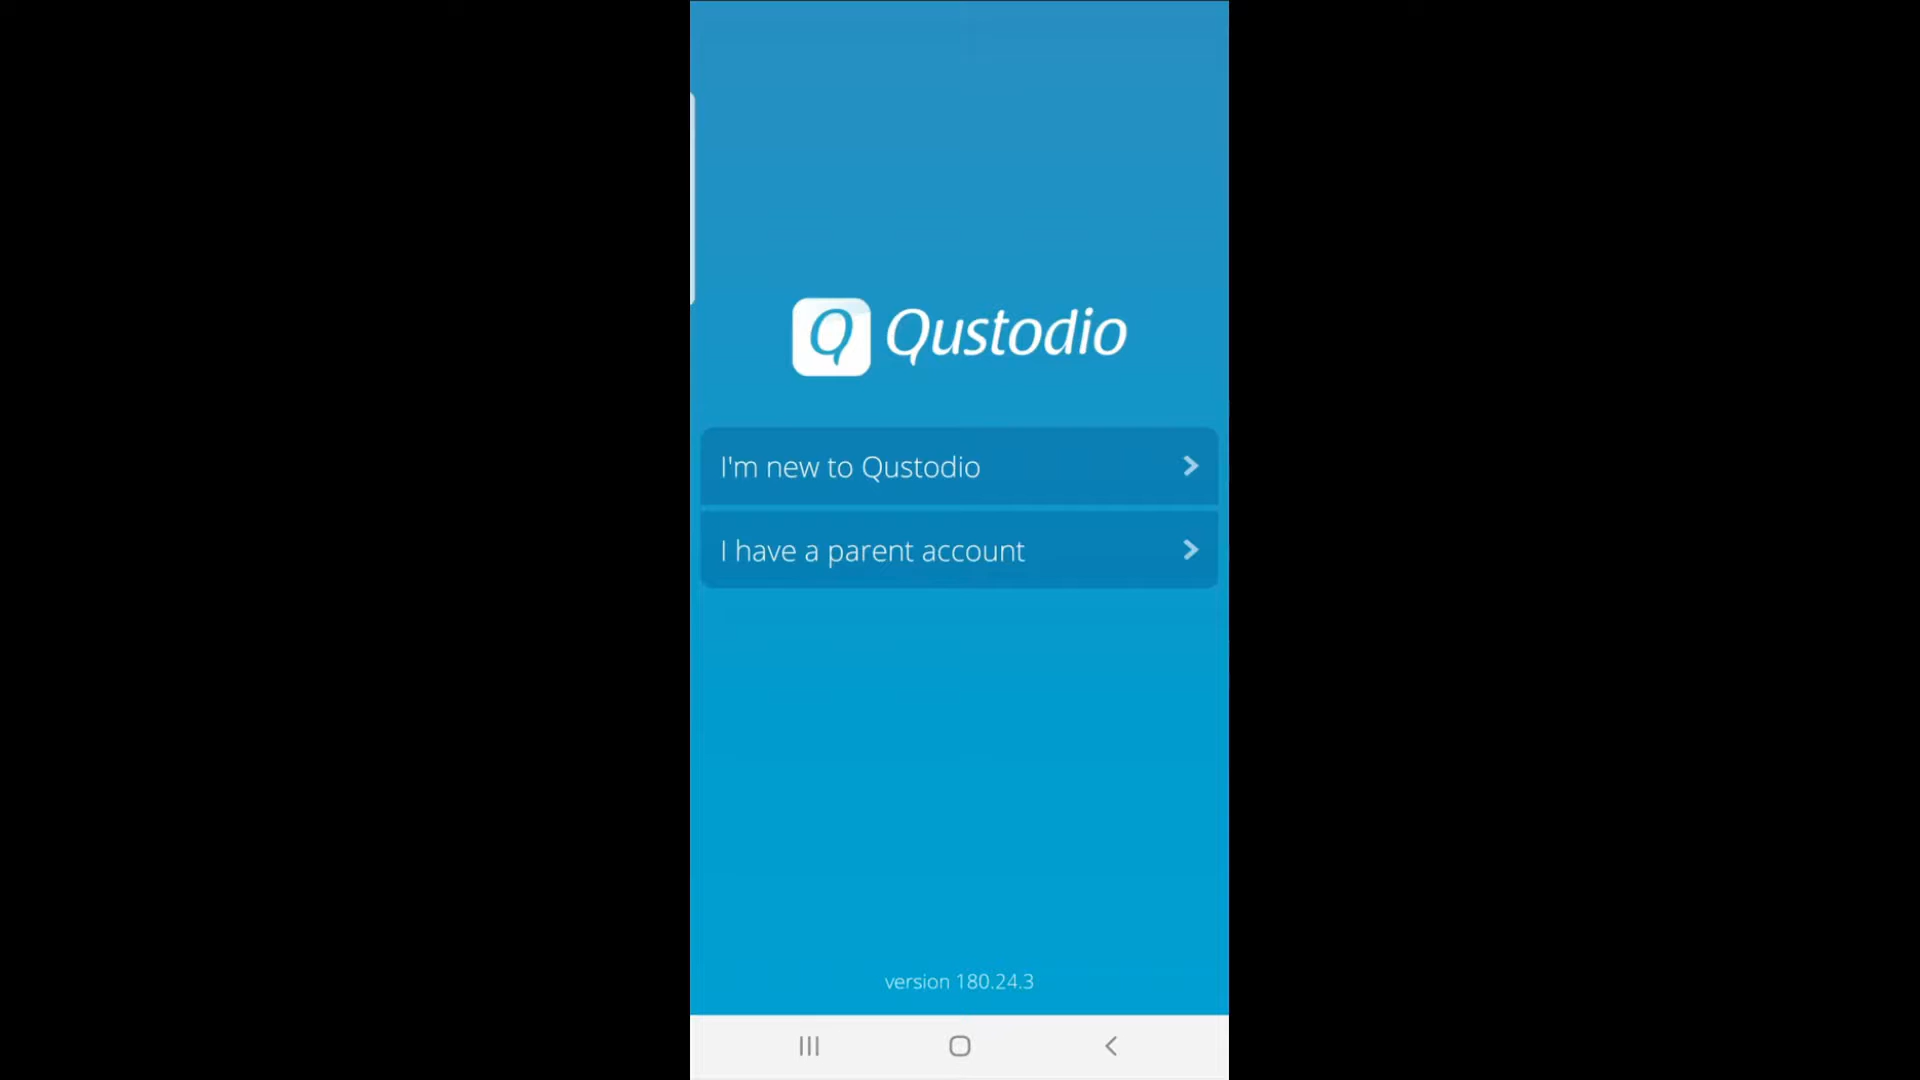 Qustodio
I'm new to Qustodio
I have a parent account
version 180.24.3